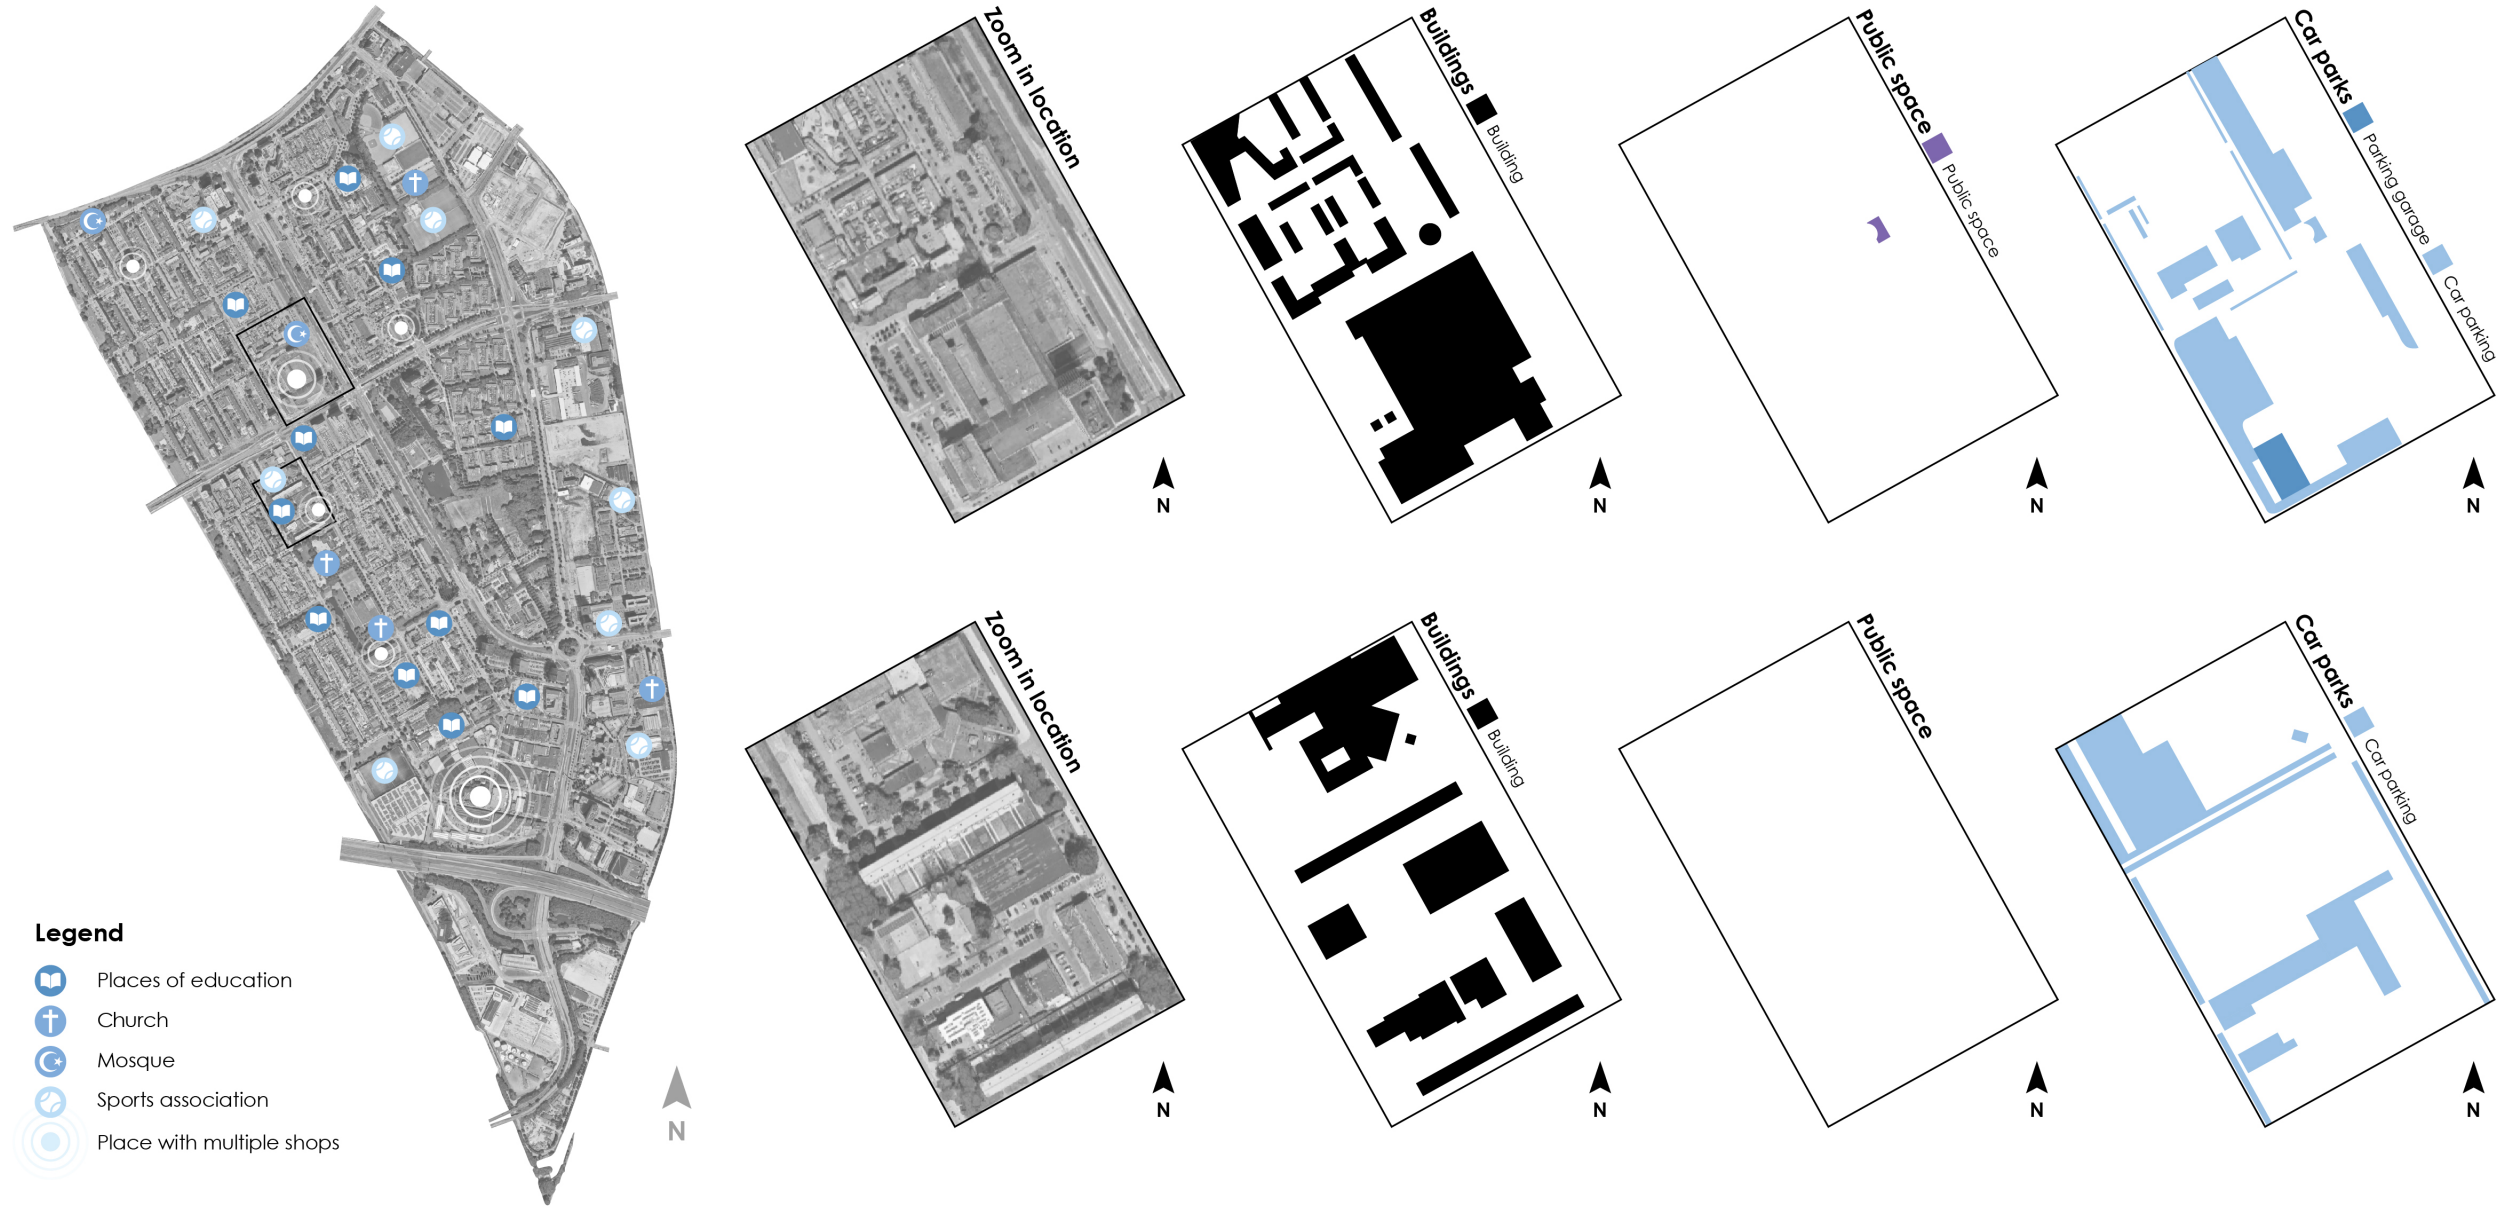 Legend
Places of education
Church
Mosque
Sports association
Place with multiple shops
N
Zoom in location
N
Buildings
Building
N
Public space
Public space
N
Car parks
Parking garage
Car parking
N
Zoom in location
N
Buildings
Building
N
Public space
N
Car parks
Car parking
N